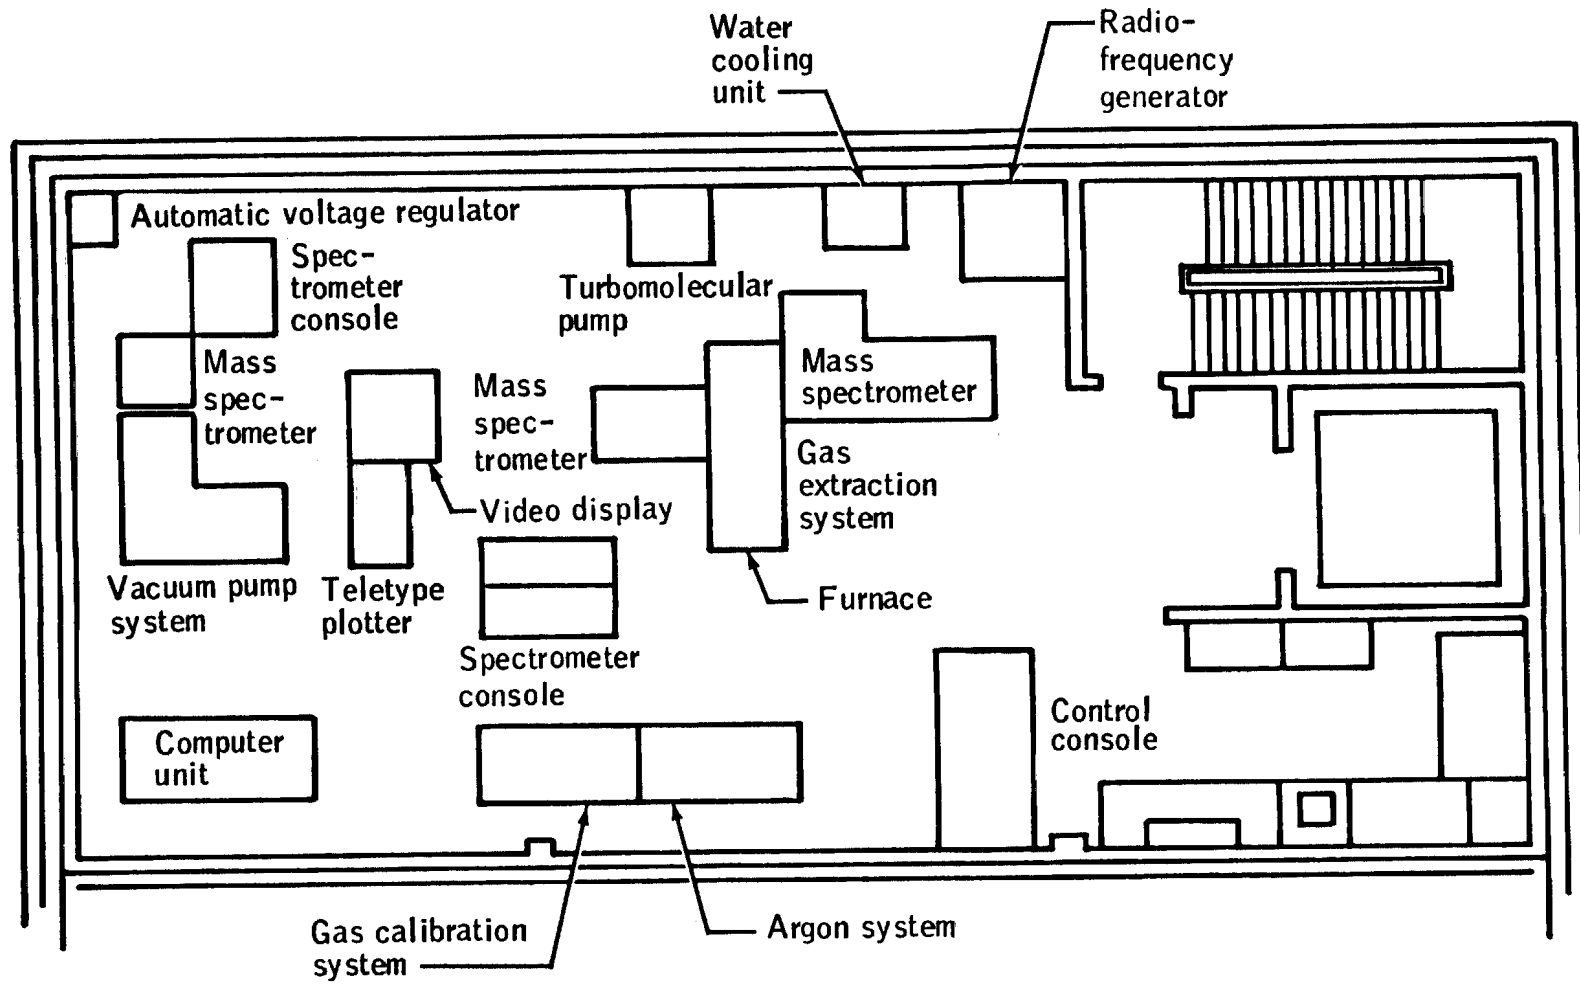 Water
cooling
unit
Radio-
frequency
generator
Automatic voltage regulator
Spec-
trometer
console
Turbomolecular
pump
Mass
spec-
trometer
Mass
spec-
trometer
Mass
spectrometer
Gas
extraction
system
Video display
Vacuum pump
system
Teletype
plotter
Furnace
Spectrometer
console
Control
console
Computer
unit
Gas calibration
system
Argon system